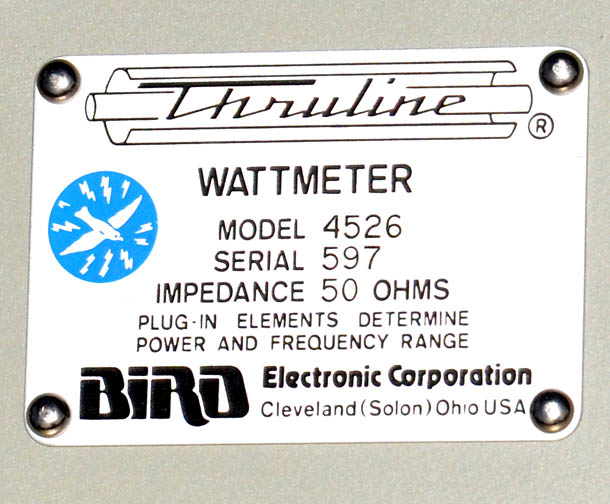 Thruline ®
WATTMETER
MODEL 4526
SERIAL 597
IMPEDANCE 50 OHMS
PLUG-IN ELEMENTS DETERMINE
POWER AND FREQUENCY RANGE
BIRD Electronic Corporation
Cleveland (Solon) Ohio USA